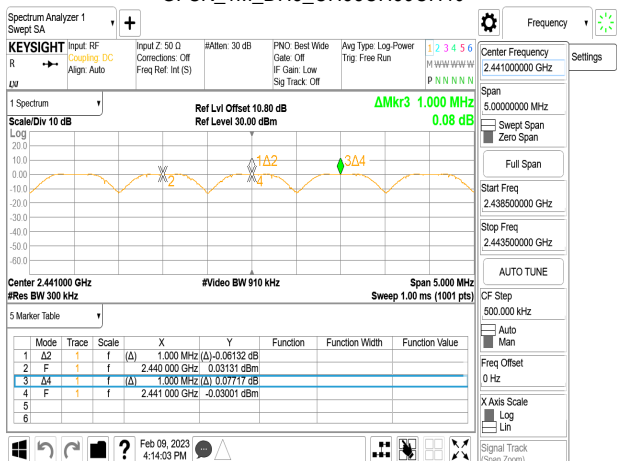 Spectrum Analyzer 1
Swept SA
+
Frequency
KEYSIGHT
R
Input: RF
Coupling: DC
Align: Auto
Input Z: 50 Ω
Corrections: Off
Freq Ref: Int (S)
#Atten: 30 dB
PNO: Best Wide
Gate: Off
IF Gain: Low
Sig Track: Off
Avg Type: Log-Power
Trig: Free Run
1 2 3 4 5 6
M W W W W W
P N N N N N
Center Frequency
2.441000000 GHz
Settings
Span
5.00000000 MHz
Swept Span
Zero Span
Full Span
Start Freq
2.438500000 GHz
Stop Freq
2.443500000 GHz
AUTO TUNE
CF Step
500.000 kHz
Auto
Man
Freq Offset
0 Hz
X Axis Scale
Log
Lin
Signal Track
(Span Zoom)
1 Spectrum
Scale/Div 10 dB
Ref Lvl Offset 10.80 dB
Ref Level 30.00 dBm
ΔMkr3 1.000 MHz
0.08 dB
Log
20.0
10.0
0.00
-10.0
-20.0
-30.0
-40.0
-50.0
-60.0
2
1Δ2
4
3Δ4
Center 2.441000 GHz
#Res BW 300 kHz
#Video BW 910 kHz
Span 5.000 MHz
Sweep 1.00 ms (1001 pts)
5 Marker Table
Mode Trace Scale X Y Function Function Width Function Value
1 Δ2 1 f (Δ) 1.000 MHz (Δ) -0.06132 dB
2 F 1 f 2.440 000 GHz 0.03131 dBm
3 Δ4 1 f (Δ) 1.000 MHz (Δ) 0.07717 dB
4 F 1 f 2.441 000 GHz -0.03001 dBm
5
6
?
Feb 09, 2023
4:14:03 PM